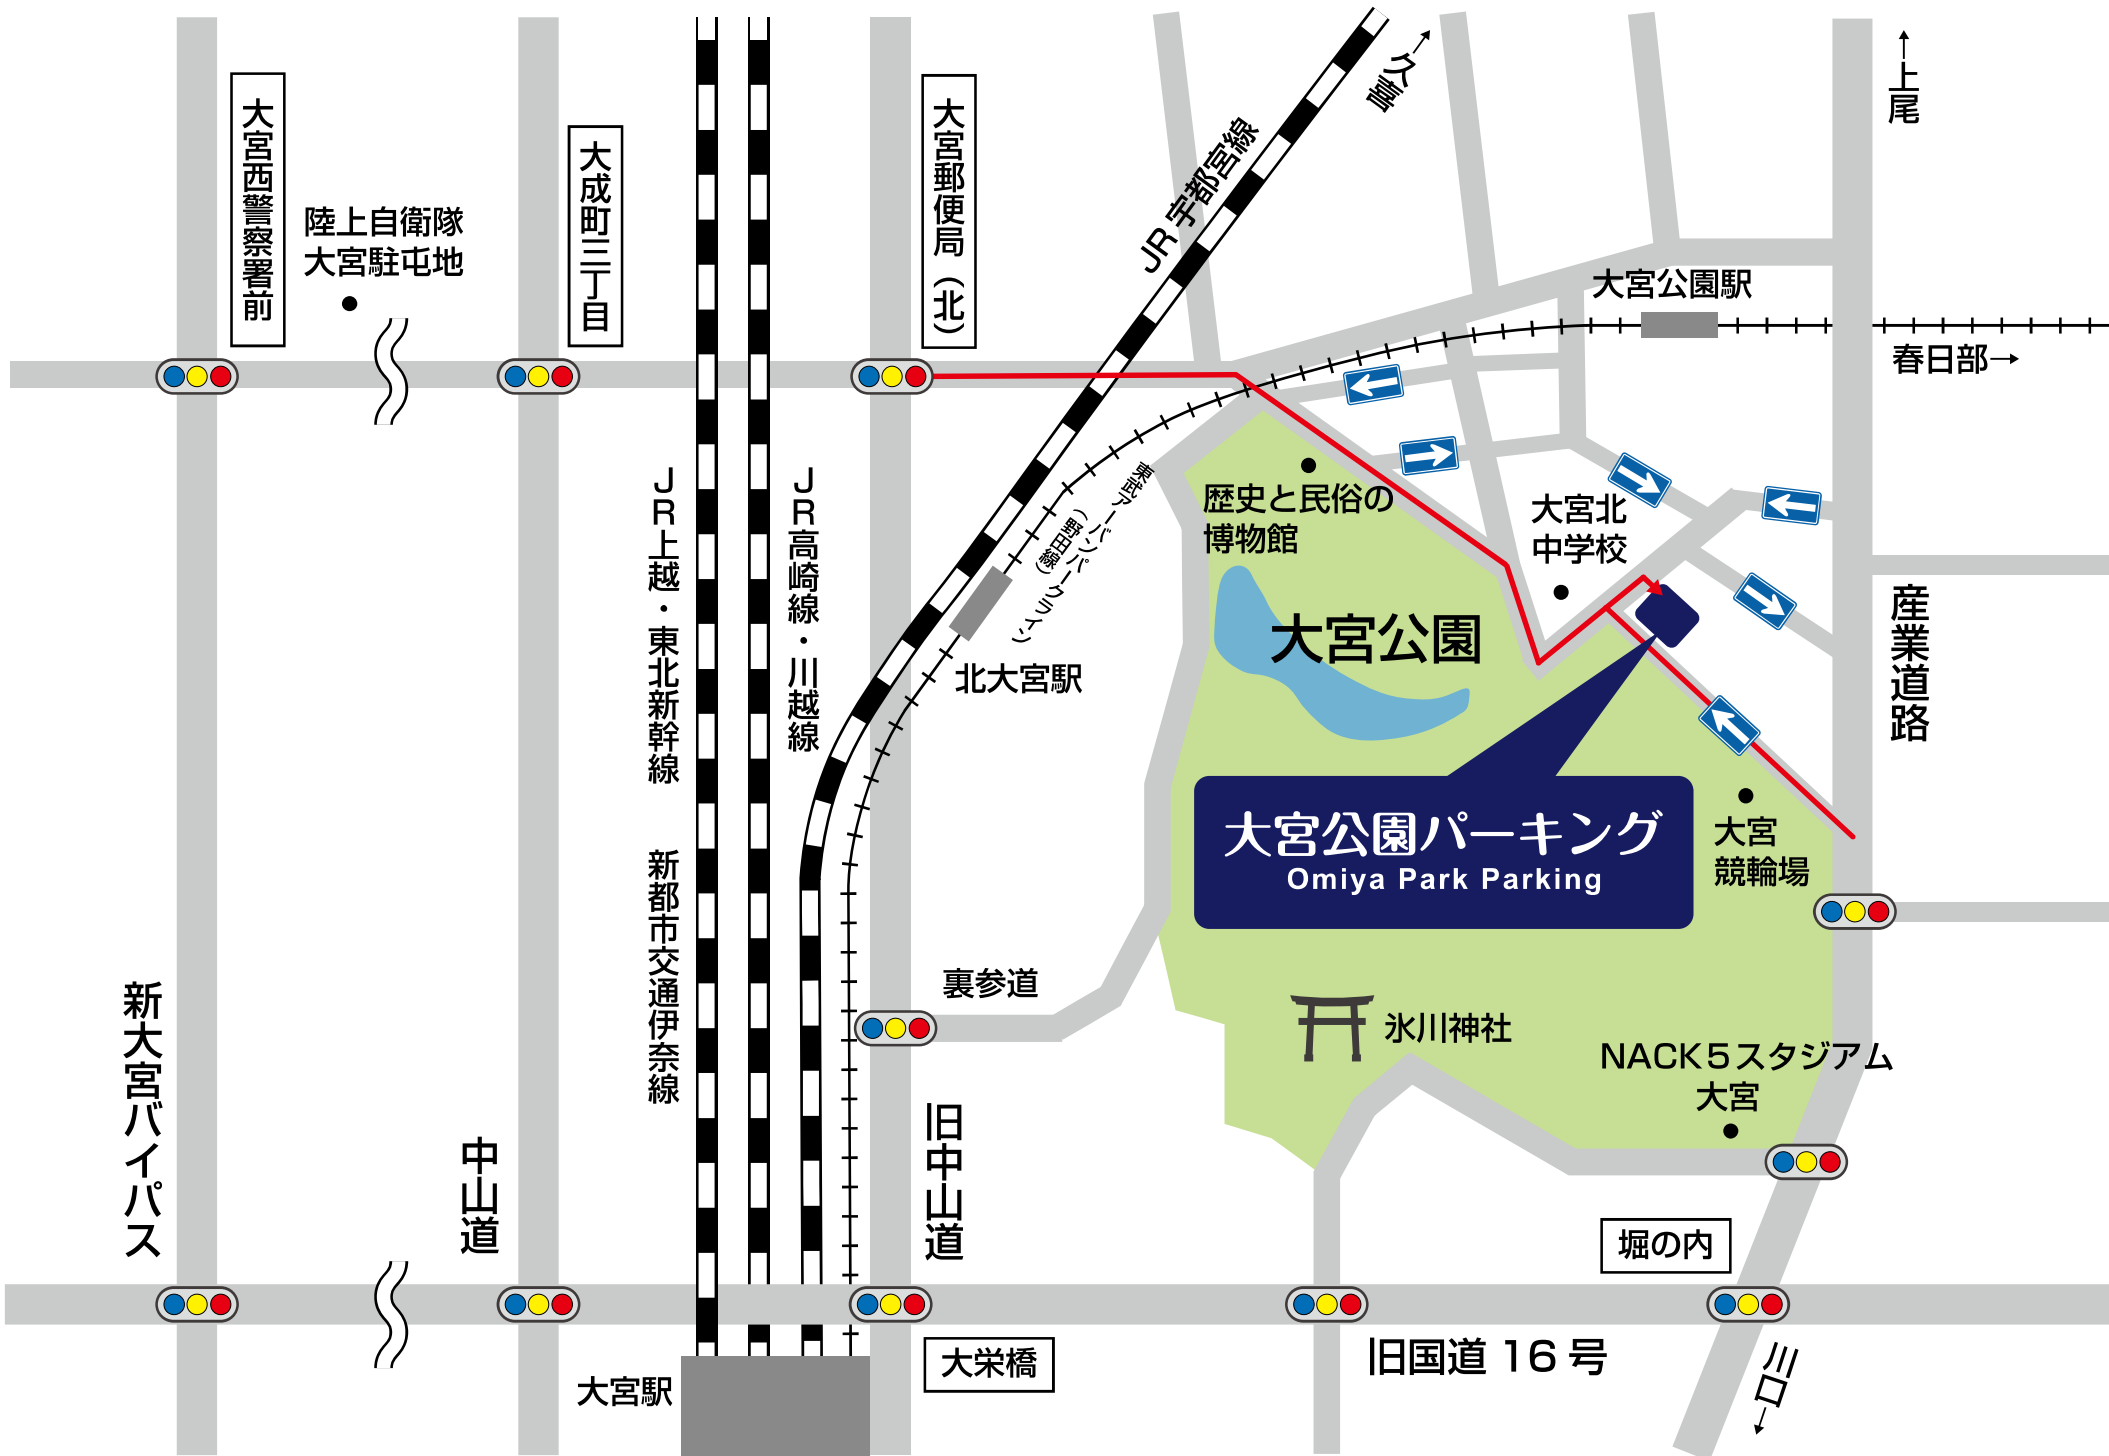 大宮西警察署前
陸上自衛隊
大宮駐屯地
大成町三丁目
大宮郵便局（北）
JR宇都宮線
久喜
上尾
大宮公園駅
春日部
JR上越・東北新幹線
新都市交通伊奈線
JR高崎線・川越線
東武アーバンパークライン
（野田線）
北大宮駅
歴史と民俗の
博物館
大宮北
中学校
大宮公園
産業道路
大宮公園パーキング
Omiya Park Parking
大宮
競輪場
裏参道
氷川神社
NACK5スタジアム
大宮
新大宮バイパス
中山道
旧中山道
堀の内
大宮駅
大栄橋
旧国道16号
川口